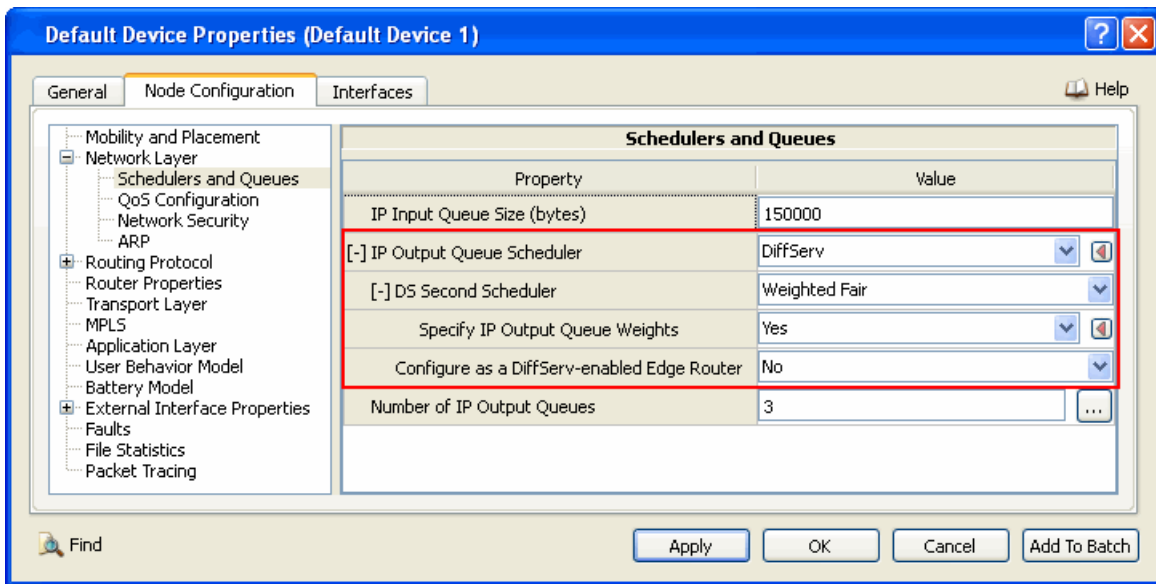 Default Device Properties (Default Device 1)
General Node Configuration Interfaces Help
Mobility and Placement
Network Layer
Schedulers and Queues
QoS Configuration
Network Security
ARP
Routing Protocol
Router Properties
Transport Layer
MPLS
Application Layer
User Behavior Model
Battery Model
External Interface Properties
Faults
File Statistics
Packet Tracing
Schedulers and Queues
Property Value
IP Input Queue Size (bytes) 150000
[-] IP Output Queue Scheduler DiffServ
[-] DS Second Scheduler Weighted Fair
Specify IP Output Queue Weights Yes
Configure as a DiffServ-enabled Edge Router No
Number of IP Output Queues 3 ...
Find Apply OK Cancel Add To Batch